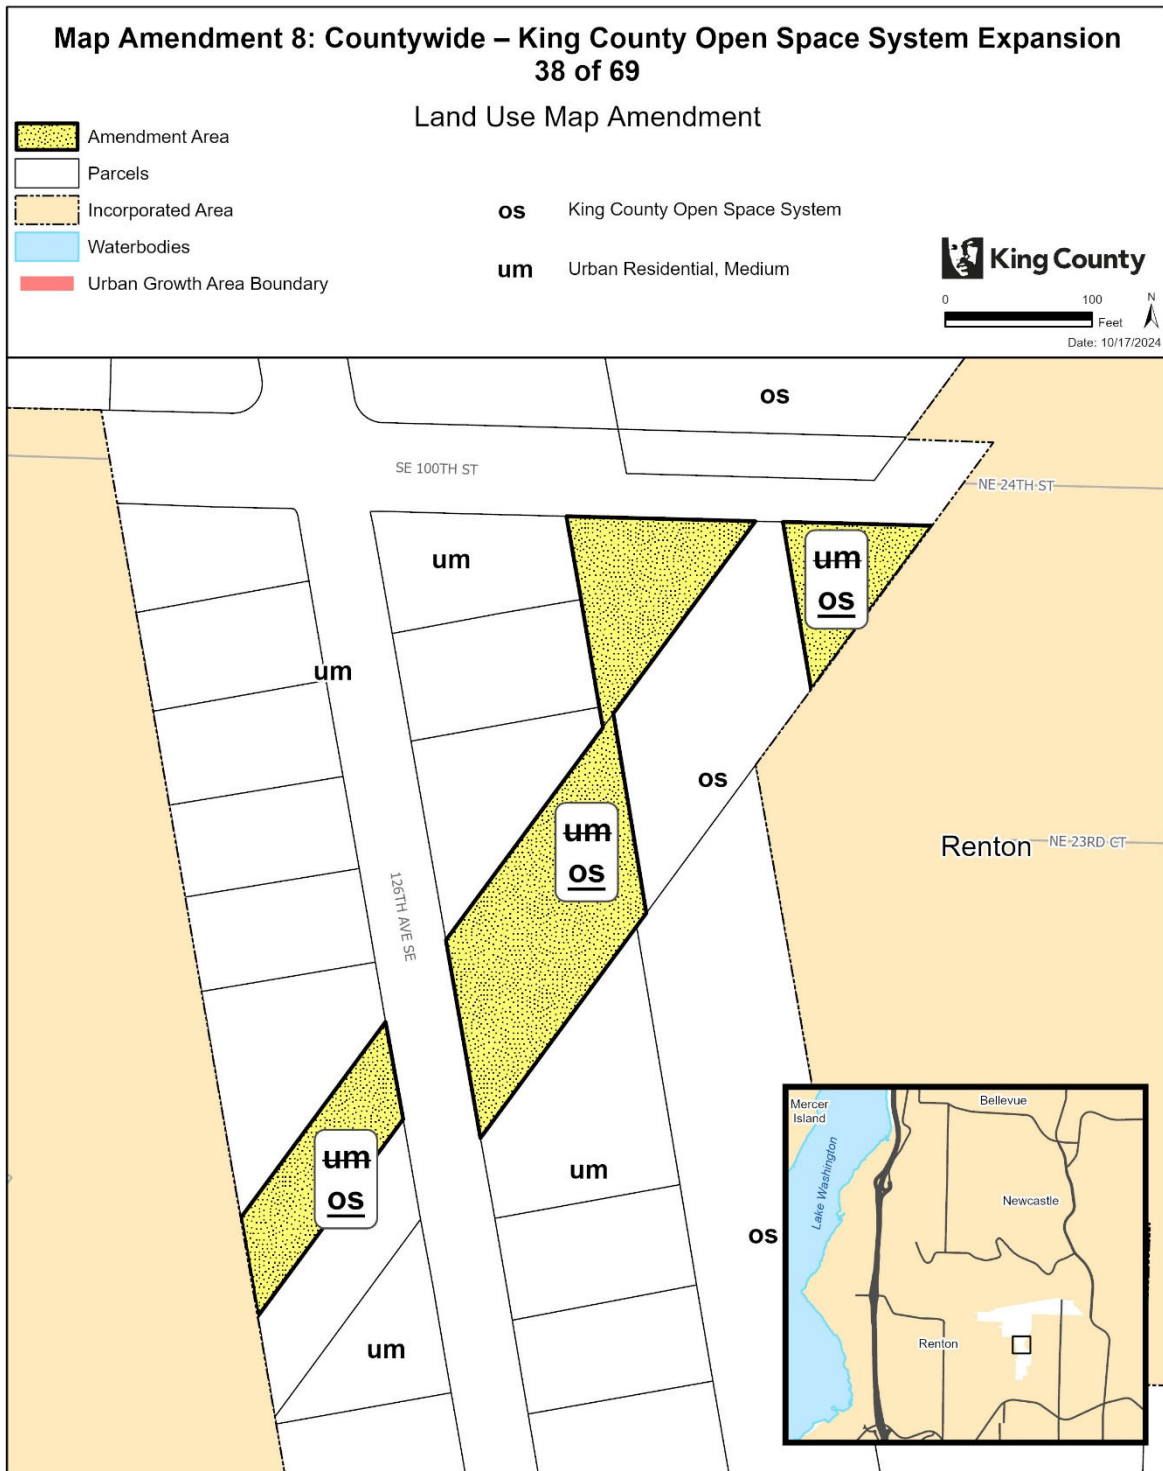 Map Amendment 8: Countywide – King County Open Space System Expansion
38 of 69
Land Use Map Amendment
Amendment Area
Parcels
Incorporated Area
Waterbodies
Urban Growth Area Boundary
os King County Open Space System
um Urban Residential, Medium
King County
0 100
Feet
N
Date: 10/17/2024
os
SE 100TH ST
NE 24TH ST
um
um
os
um
os
um
os
Renton
NE 23RD CT
126TH AVE SE
um
os
um
os
um
Mercer
Island
Bellevue
Lake Washington
Newcastle
Renton